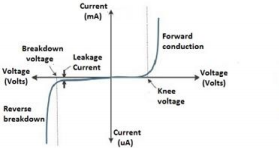 Current
(mA)
Forward
conduction
Breakdown
voltage
Leakage
Current
Voltage
(Volts)
Voltage
(Volts)
Knee
voltage
Reverse
breakdown
Current
(uA)